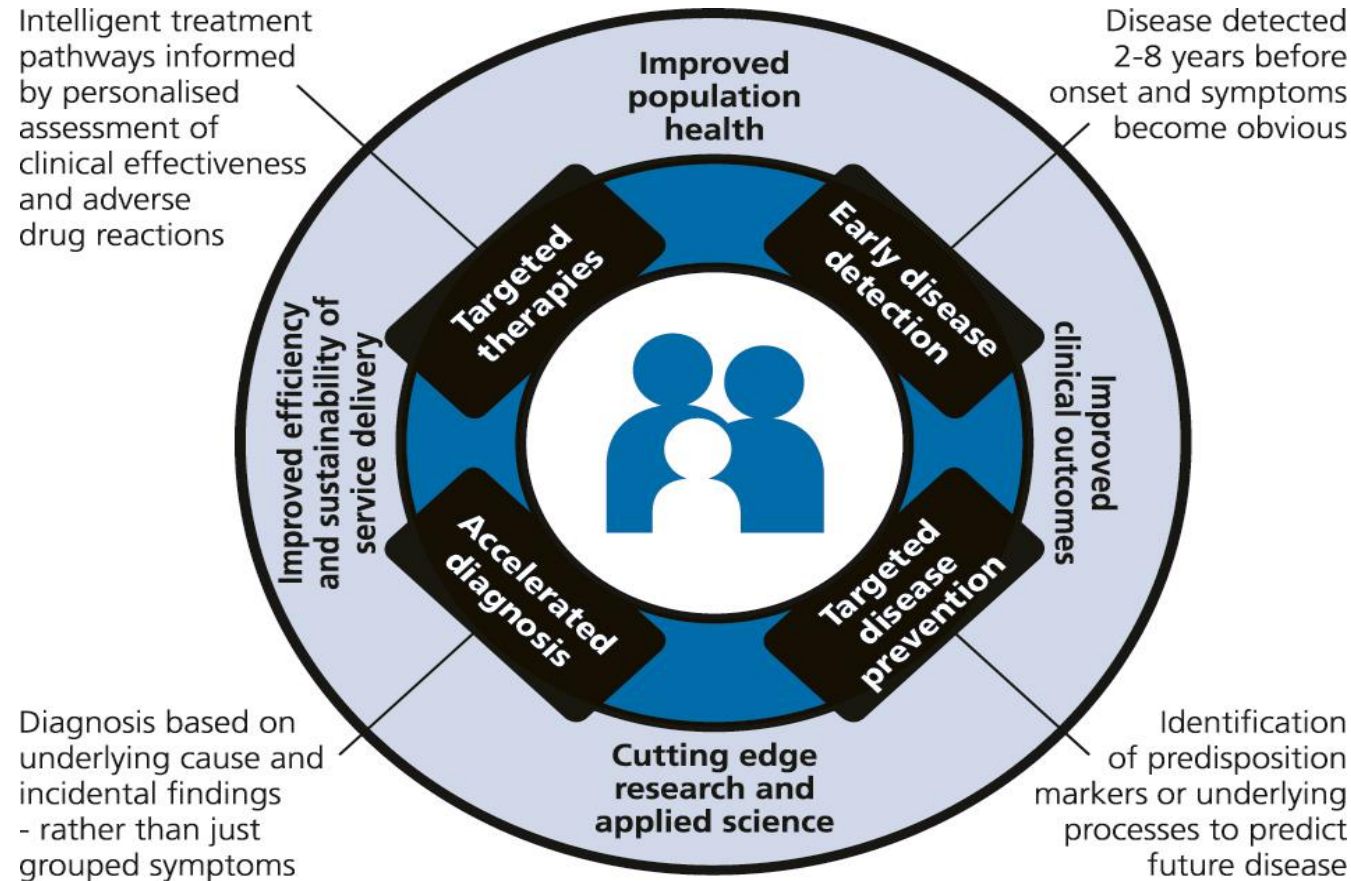 Intelligent treatment
pathways informed
by personalised
assessment of
clinical effectiveness
and adverse
drug reactions
Disease detected
2-8 years before
onset and symptoms
become obvious
Improved
population
health
Targeted
therapies
Early disease
detection
Improved efficiency
and sustainability of
service delivery
Improved
clinical outcomes
Accelerated
diagnosis
Targeted
disease
prevention
Cutting edge
research and
applied science
Diagnosis based on
underlying cause and
incidental findings
- rather than just
grouped symptoms
Identification
of predisposition
markers or underlying
processes to predict
future disease